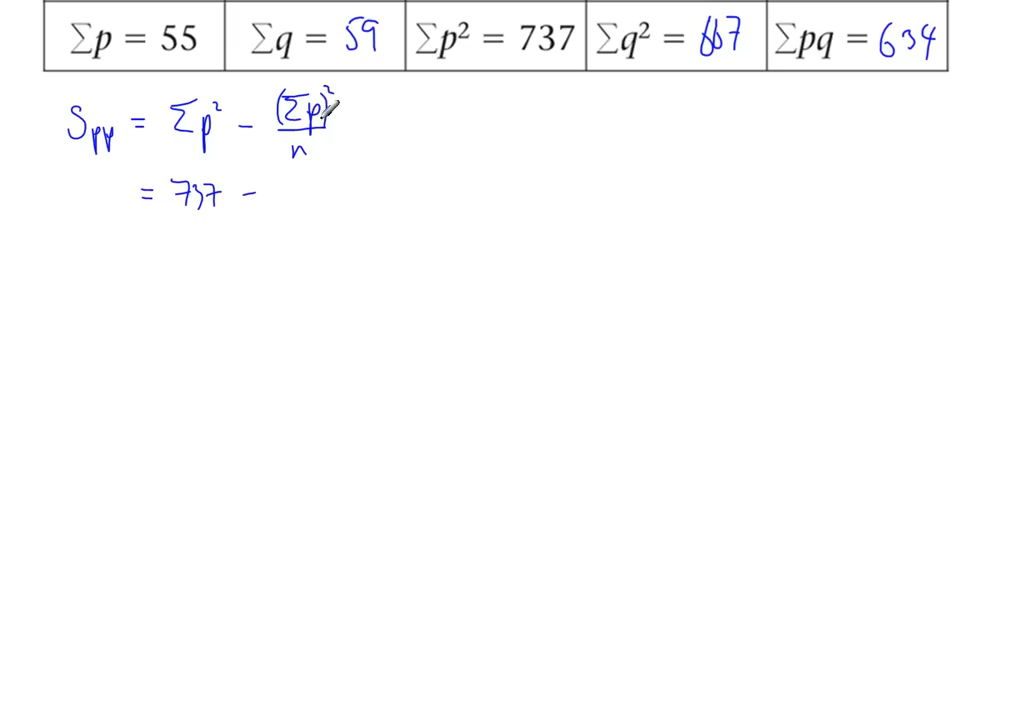 ∑p = 55 ∑q = 59 ∑p² = 737 ∑q² = 667 ∑pq = 634
Spp = ∑p² − (∑p)²/n
= 737 −